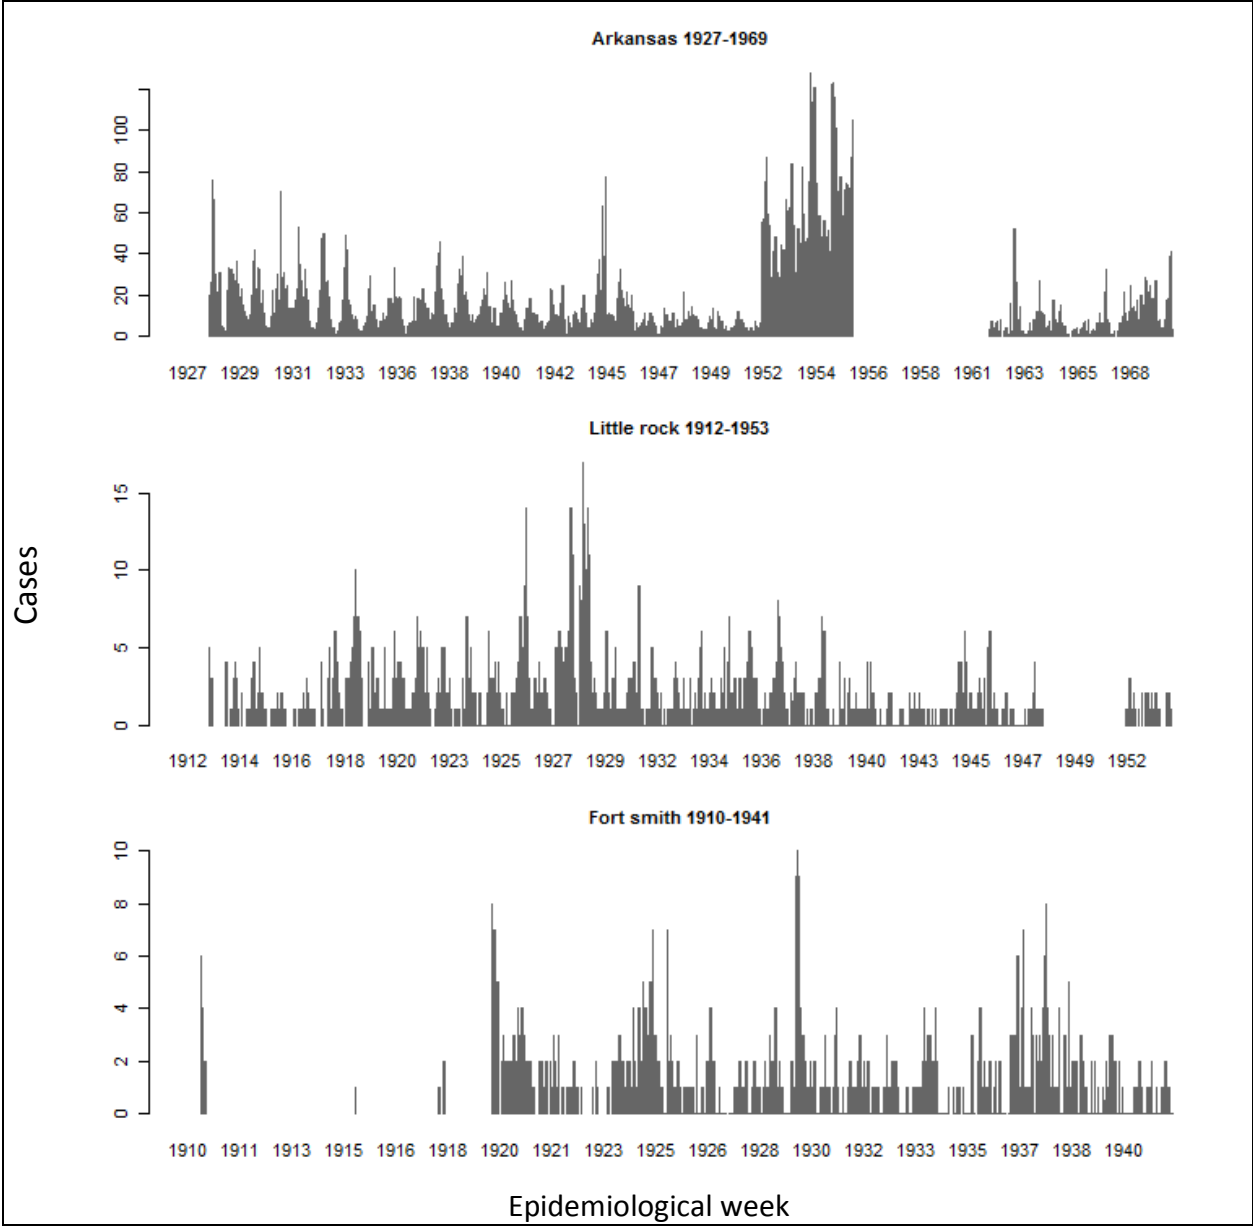 Arkansas 1927-1969
100
80
60
40
20
0
1927 1929 1931 1933 1936 1938 1940 1942 1945 1947 1949 1952 1954 1956 1958 1961 1963 1965 1968
Little rock 1912-1953
15
10
5
0
1912 1914 1916 1918 1920 1923 1925 1927 1929 1932 1934 1936 1938 1940 1943 1945 1947 1949 1952
Fort smith 1910-1941
10
8
6
4
2
0
1910 1911 1913 1915 1916 1918 1920 1921 1923 1925 1926 1928 1930 1932 1933 1935 1937 1938 1940
Cases
Epidemiological week